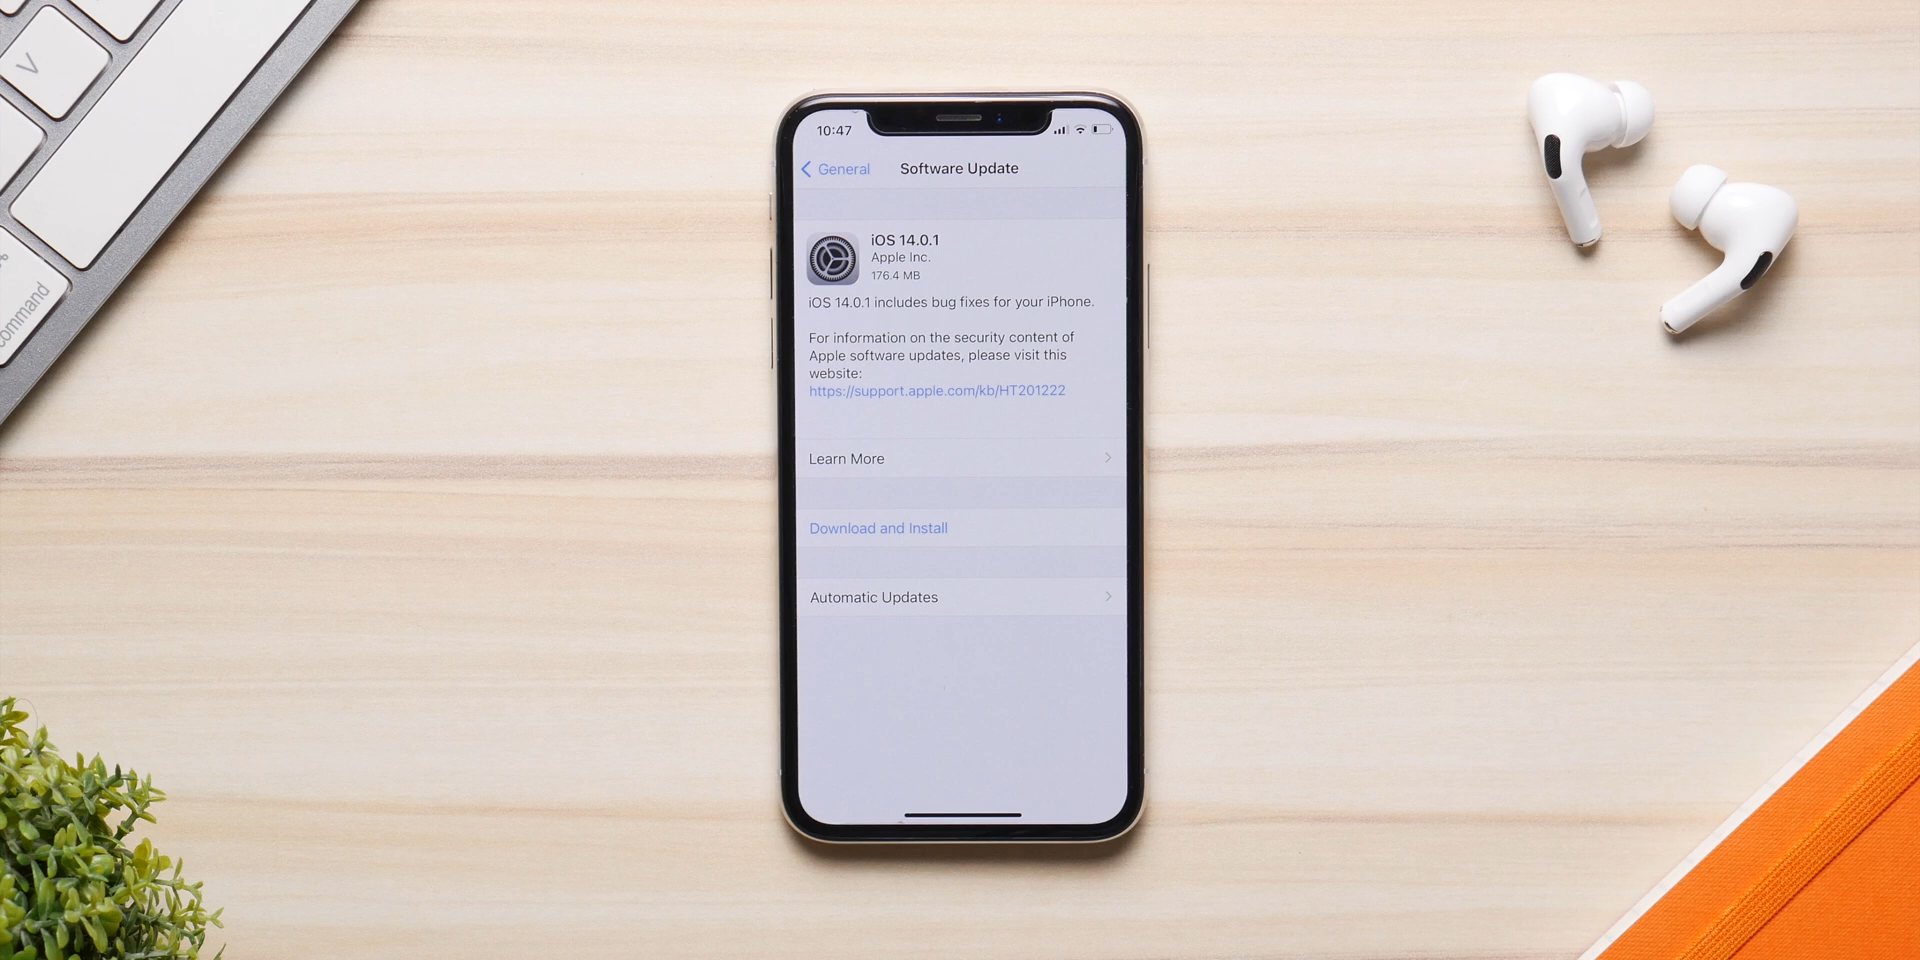 V
command
10:47
General
Software Update
iOS 14.0.1
Apple Inc.
176.4 MB
iOS 14.0.1 includes bug fixes for your iPhone.
For information on the security content of
Apple software updates, please visit this
website:
https://support.apple.com/kb/HT201222
Learn More
Download and Install
Automatic Updates